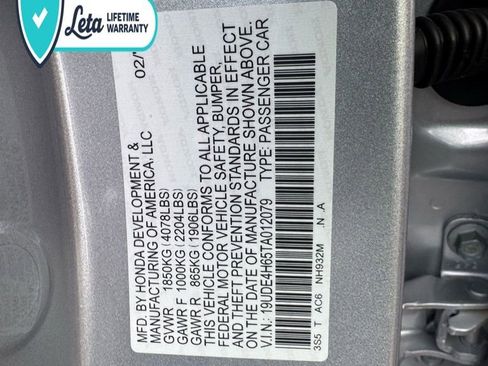 Leta LIFETIME
WARRANTY
MFD. BY HONDA DEVELOPMENT &
MANUFACTURING OF AMERICA, LLC 02/
GVWR 1850KG (4078LBS)
GAWR F 1000KG (2204LBS)
GAWR R 865KG (1906LBS)
THIS VEHICLE CONFORMS TO ALL APPLICABLE
FEDERAL MOTOR VEHICLE SAFETY, BUMPER,
AND THEFT PREVENTION STANDARDS IN EFFECT
ON THE DATE OF MANUFACTURE SHOWN ABOVE.
V.I.N.: 19UDE4H65TA012079 TYPE: PASSENGER CAR
3S5 T AC6 NH932M N .A